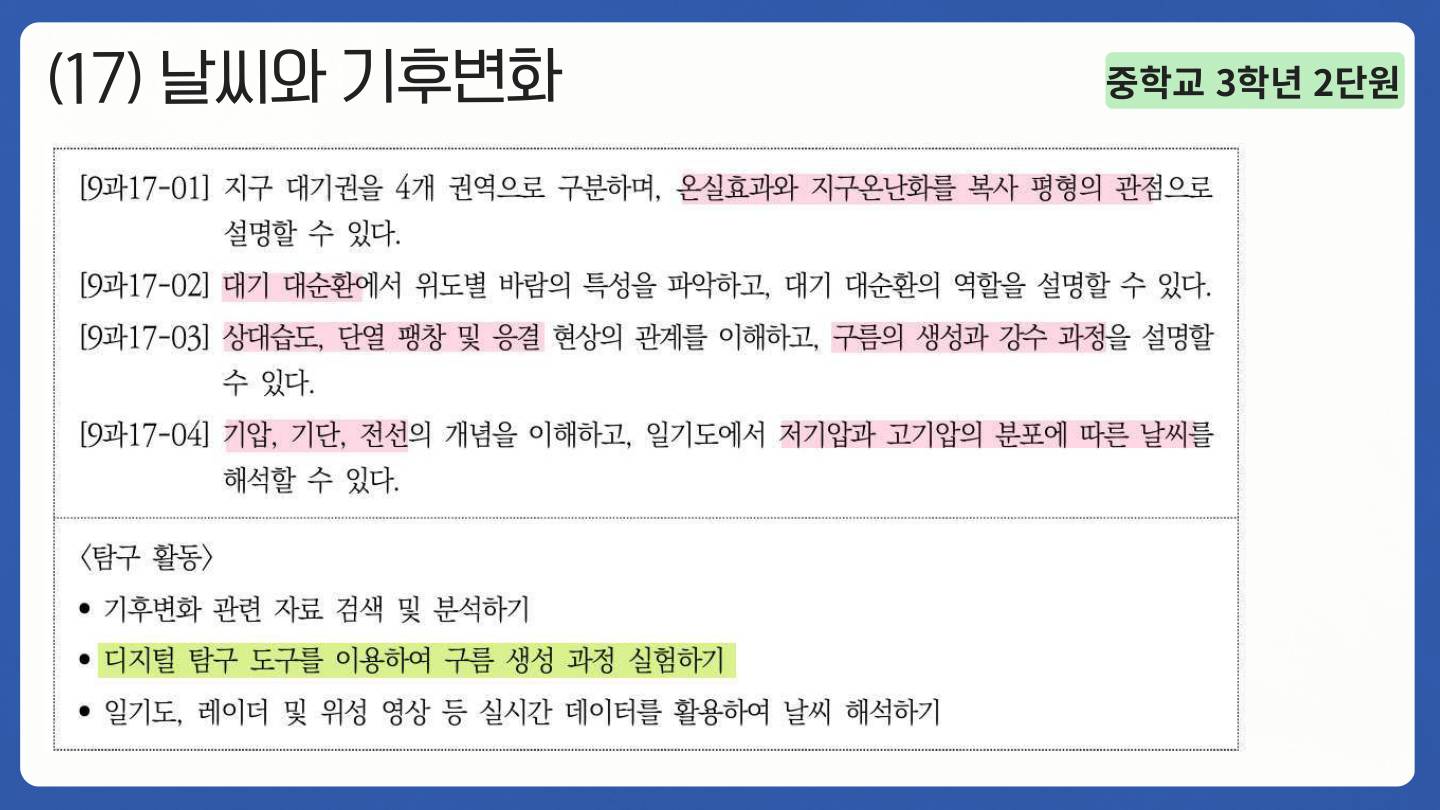 (17) 날씨와 기후변화
중학교 3학년 2단원
[9과17-01] 지구 대기권을 4개 권역으로 구분하며, 온실효과와 지구온난화를 복사 평형의 관점으로
설명할 수 있다.
[9과17-02] 대기 대순환에서 위도별 바람의 특성을 파악하고, 대기 대순환의 역할을 설명할 수 있다.
[9과17-03] 상대습도, 단열 팽창 및 응결 현상의 관계를 이해하고, 구름의 생성과 강수 과정을 설명할
수 있다.
[9과17-04] 기압, 기단, 전선의 개념을 이해하고, 일기도에서 저기압과 고기압의 분포에 따른 날씨를
해석할 수 있다.
〈탐구 활동〉
• 기후변화 관련 자료 검색 및 분석하기
• 디지털 탐구 도구를 이용하여 구름 생성 과정 실험하기
• 일기도, 레이더 및 위성 영상 등 실시간 데이터를 활용하여 날씨 해석하기